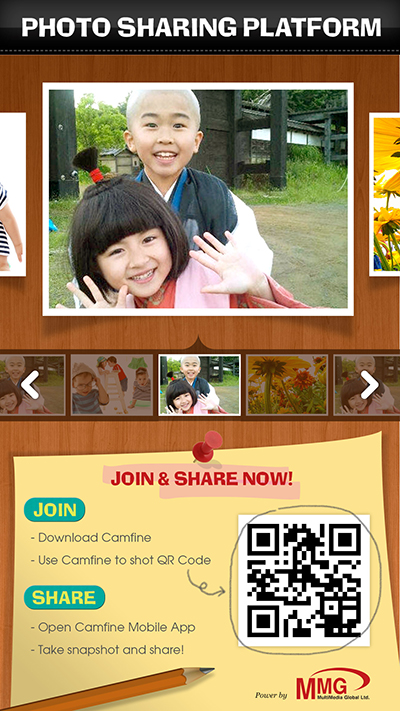 PHOTO SHARING PLATFORM
JOIN & SHARE NOW!
JOIN
- Download Camfine
- Use Camfine to shot QR Code
SHARE
- Open Camfine Mobile App
- Take snapshot and share!
Power by MMG
MultiMedia Global Ltd.